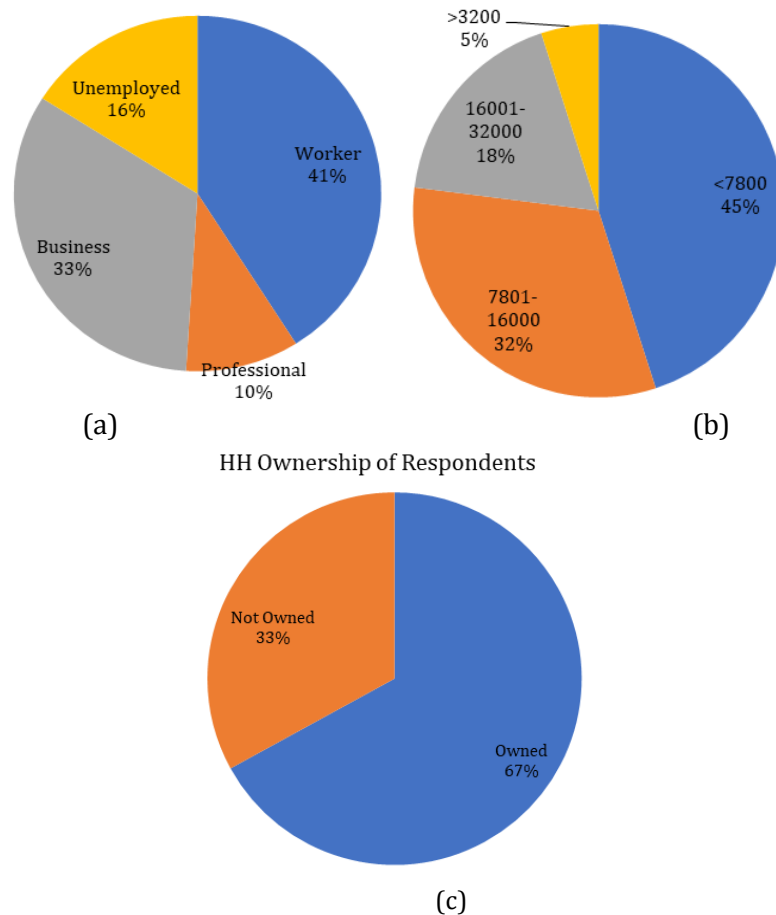 Unemployed
16%
Worker
41%
Business
33%
Professional
10%
(a)
>3200
5%
16001-
32000
18%
<7800
45%
7801-
16000
32%
(b)
HH Ownership of Respondents
Not Owned
33%
Owned
67%
(c)